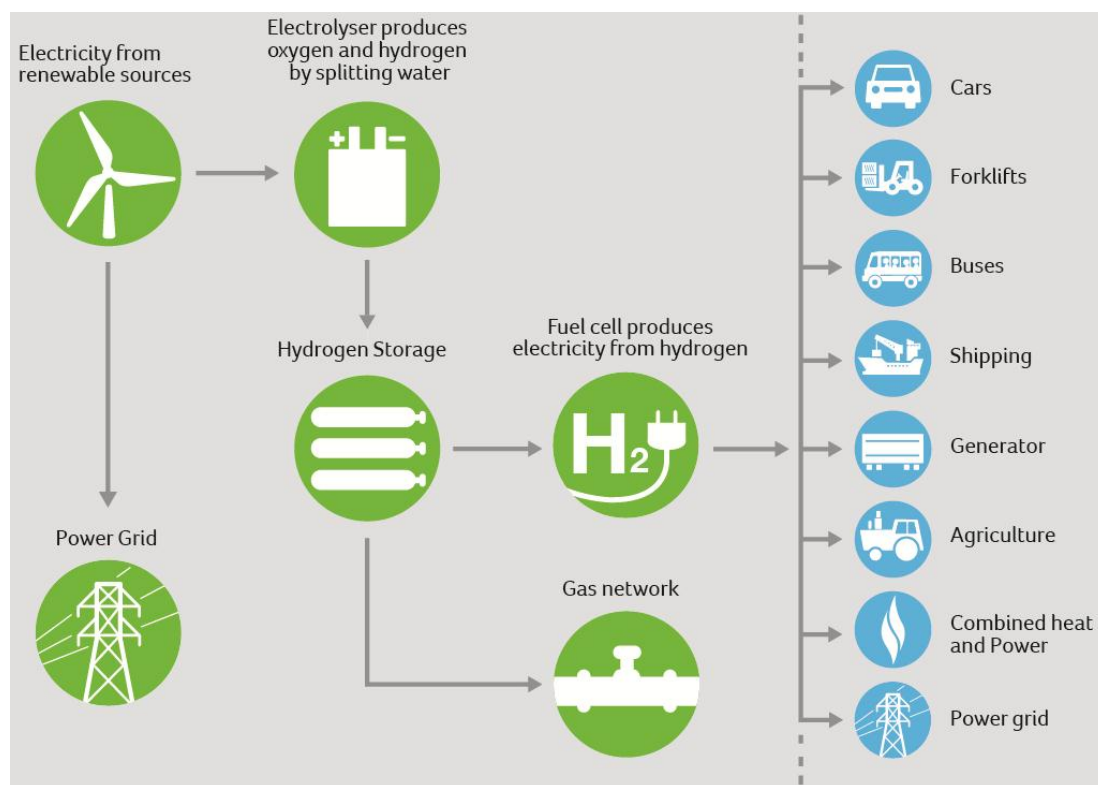 Electricity from
renewable sources
Electrolyser produces
oxygen and hydrogen
by splitting water
+ −
Hydrogen Storage
Fuel cell produces
electricity from hydrogen
H2
Power Grid
Gas network
Cars
Forklifts
Buses
Shipping
Generator
Agriculture
Combined heat
and Power
Power grid